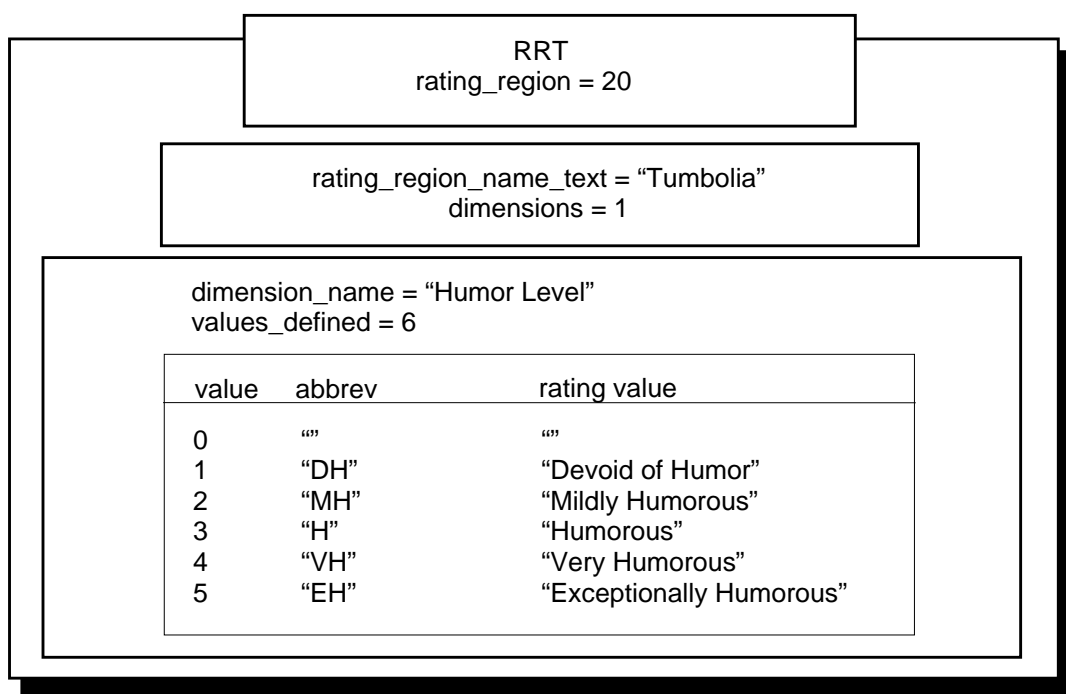 RRT
rating_region = 20
rating_region_name_text = “Tumbolia”
dimensions = 1
dimension_name = “Humor Level”
values_defined = 6
value abbrev rating value
0 “” “”
1 “DH” “Devoid of Humor”
2 “MH” “Mildly Humorous”
3 “H” “Humorous”
4 “VH” “Very Humorous”
5 “EH” “Exceptionally Humorous”